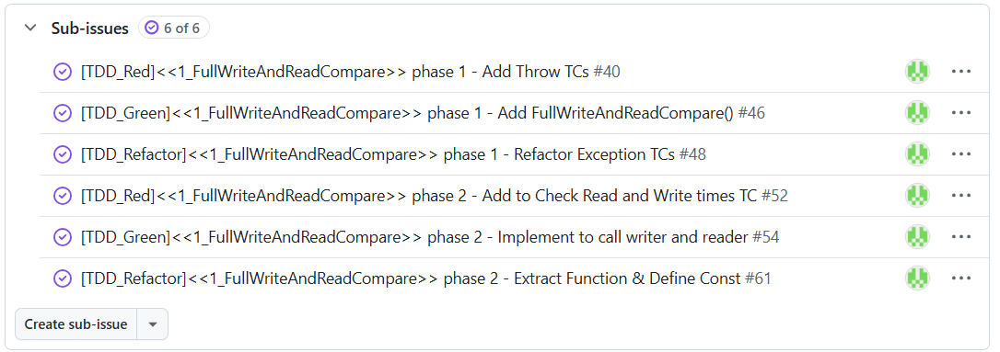 Sub-issues 6 of 6
[TDD_Red]<<1_FullWriteAndReadCompare>> phase 1 - Add Throw TCs #40
[TDD_Green]<<1_FullWriteAndReadCompare>> phase 1 - Add FullWriteAndReadCompare() #46
[TDD_Refactor]<<1_FullWriteAndReadCompare>> phase 1 - Refactor Exception TCs #48
[TDD_Red]<<1_FullWriteAndReadCompare>> phase 2 - Add to Check Read and Write times TC #52
[TDD_Green]<<1_FullWriteAndReadCompare>> phase 2 - Implement to call writer and reader #54
[TDD_Refactor]<<1_FullWriteAndReadCompare>> phase 2 - Extract Function & Define Const #61
Create sub-issue